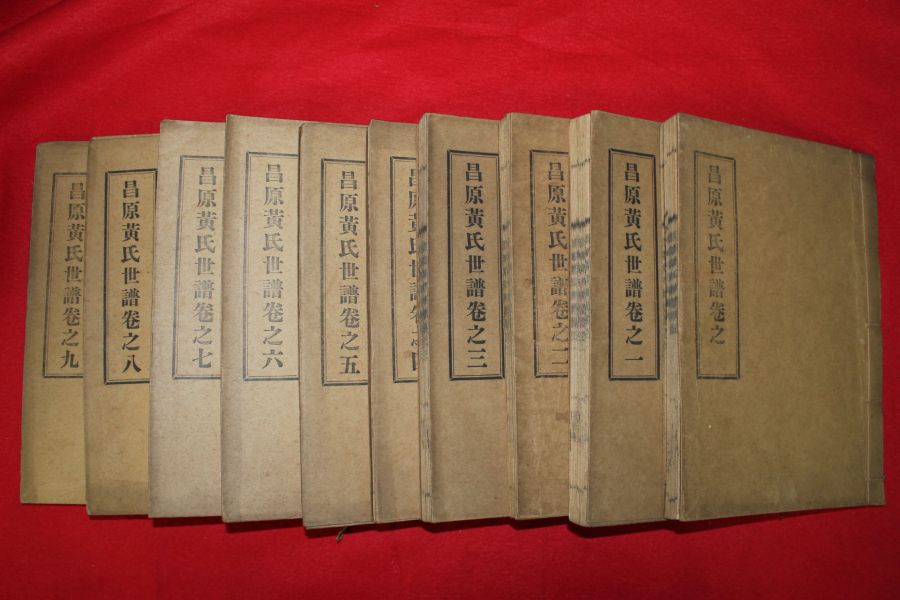 昌原黃氏世譜卷之
昌原黃氏世譜卷之一
昌原黃氏世譜卷之二
昌原黃氏世譜卷之三
昌原黃氏世譜卷之四
昌原黃氏世譜卷之五
昌原黃氏世譜卷之六
昌原黃氏世譜卷之七
昌原黃氏世譜卷之八
昌原黃氏世譜卷之九